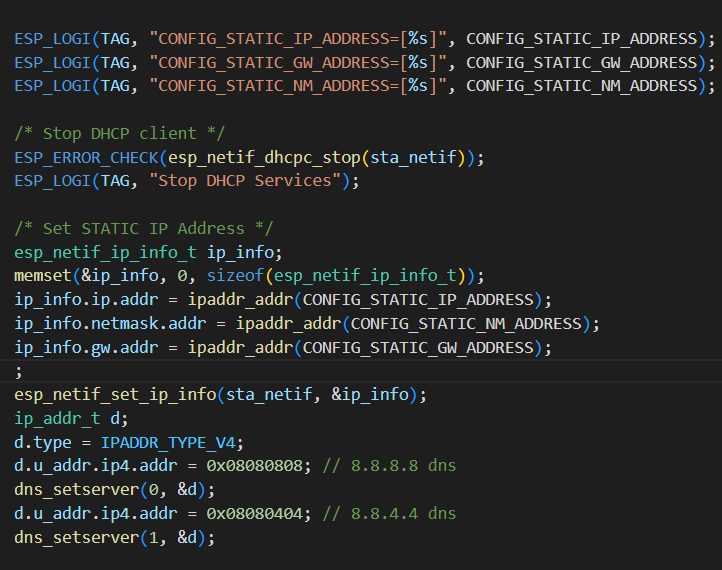 ESP_LOGI(TAG, "CONFIG_STATIC_IP_ADDRESS=[%s]", CONFIG_STATIC_IP_ADDRESS);
ESP_LOGI(TAG, "CONFIG_STATIC_GW_ADDRESS=[%s]", CONFIG_STATIC_GW_ADDRESS);
ESP_LOGI(TAG, "CONFIG_STATIC_NM_ADDRESS=[%s]", CONFIG_STATIC_NM_ADDRESS);
/* Stop DHCP client */
ESP_ERROR_CHECK(esp_netif_dhcpc_stop(sta_netif));
ESP_LOGI(TAG, "Stop DHCP Services");
/* Set STATIC IP Address */
esp_netif_ip_info_t ip_info;
memset(&ip_info, 0, sizeof(esp_netif_ip_info_t));
ip_info.ip.addr = ipaddr_addr(CONFIG_STATIC_IP_ADDRESS);
ip_info.netmask.addr = ipaddr_addr(CONFIG_STATIC_NM_ADDRESS);
ip_info.gw.addr = ipaddr_addr(CONFIG_STATIC_GW_ADDRESS);
;
esp_netif_set_ip_info(sta_netif, &ip_info);
ip_addr_t d;
d.type = IPADDR_TYPE_V4;
d.u_addr.ip4.addr = 0x08080808; // 8.8.8.8 dns
dns_setserver(0, &d);
d.u_addr.ip4.addr = 0x08080404; // 8.8.4.4 dns
dns_setserver(1, &d);